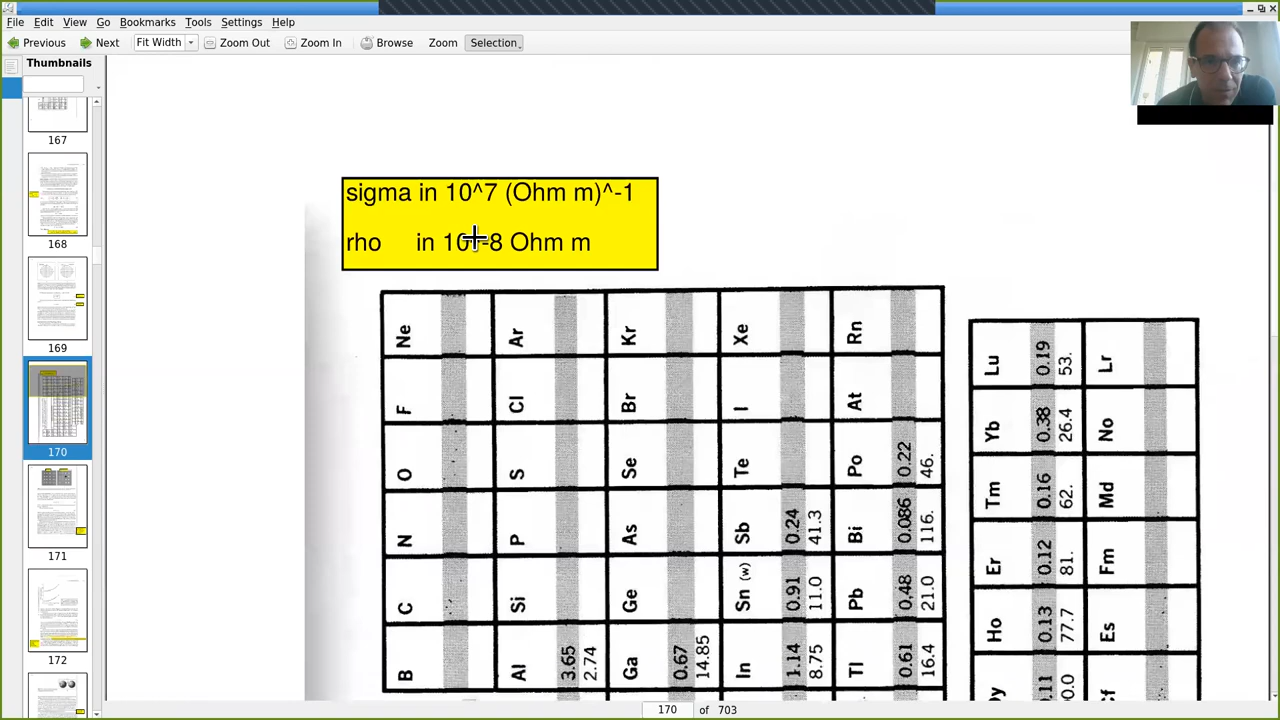 File Edit View Go Bookmarks Tools Settings Help
Previous Next Fit Width Zoom Out Zoom In Browse Zoom Selection
Thumbnails
167
168
169
170
171
172
sigma in 10^7 (Ohm m)^-1
rho in 10^-8 Ohm m
Ne Ar Kr Xe Rn
F Cl Br I At
O S Se Te Po 0.22 46.
N P As Sb 0.24 41.3 Bi 0.086 116.
C Si Ge Sn (w) 0.91 11.0 Pb 0.48 21.0
B Al 3.65 2.74 Ga 0.67 14.85 In 1.14 8.75 Tl 0.61 16.4
Lu 0.19 53. Lr
Yb 0.38 26.4 No
Tm 0.16 62. Md
Er 0.12 81. Fm
Ho 0.13 77.7 Es
170 of 703